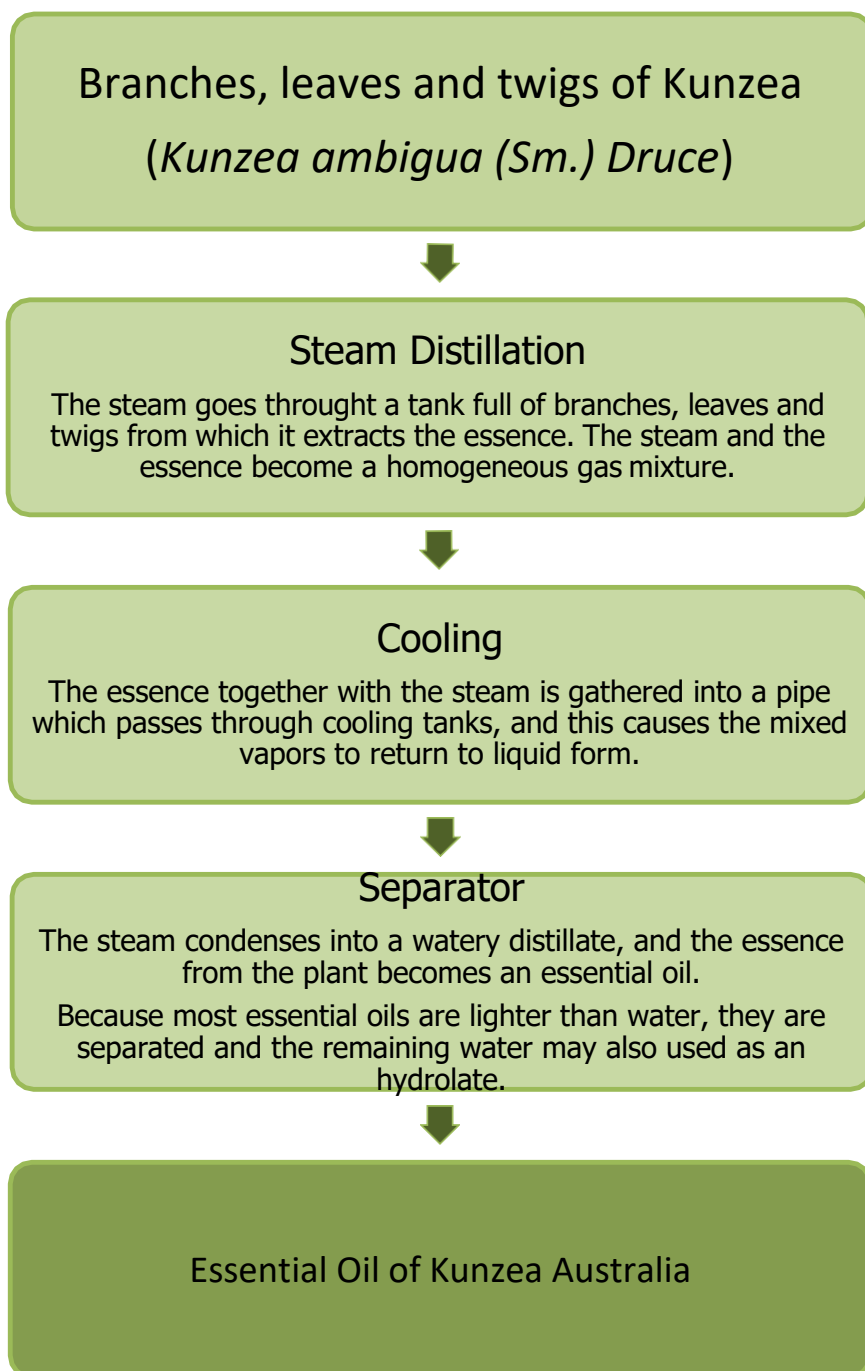 Branches, leaves and twigs of Kunzea
(Kunzea ambigua (Sm.) Druce)
Steam Distillation
The steam goes throught a tank full of branches, leaves and
twigs from which it extracts the essence. The steam and the
essence become a homogeneous gas mixture.
Cooling
The essence together with the steam is gathered into a pipe
which passes through cooling tanks, and this causes the mixed
vapors to return to liquid form.
Separator
The steam condenses into a watery distillate, and the essence
from the plant becomes an essential oil.
Because most essential oils are lighter than water, they are
separated and the remaining water may also used as an
hydrolate.
Essential Oil of Kunzea Australia